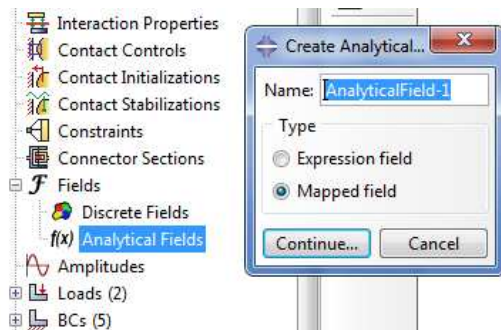 Interaction Properties
Contact Controls
Contact Initializations
Contact Stabilizations
Constraints
Connector Sections
F Fields
Discrete Fields
f(x) Analytical Fields
Amplitudes
Loads (2)
BCs (5)
Create Analytical...
Name: AnalyticalField-1
Type
Expression field
Mapped field
Continue... Cancel